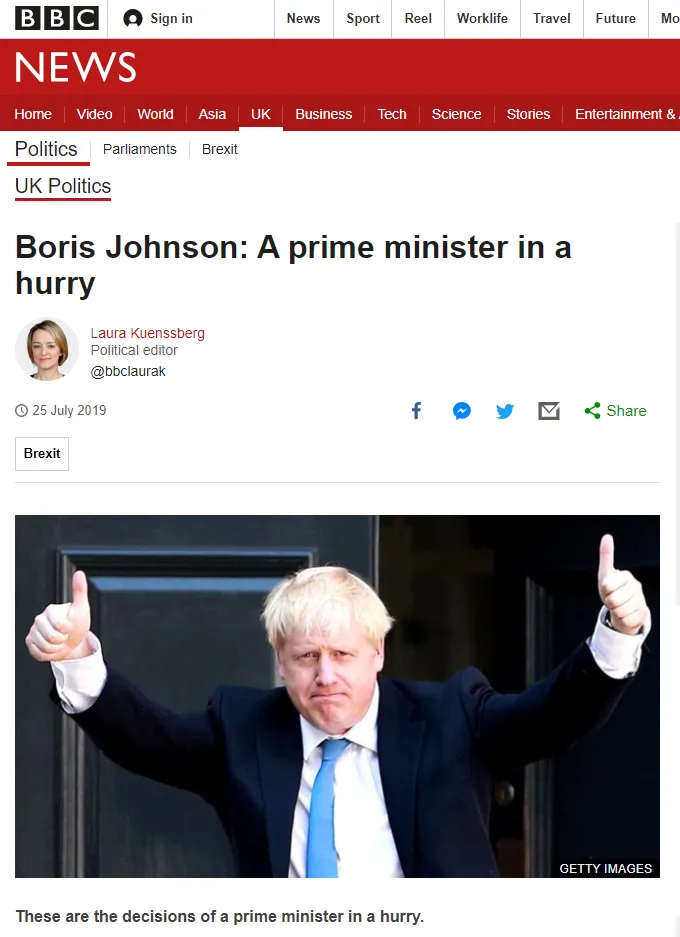 BBC Sign in News Sport Reel Worklife Travel Future Mo
NEWS
Home Video World Asia UK Business Tech Science Stories Entertainment &
Politics Parliaments Brexit
UK Politics
Boris Johnson: A prime minister in a
hurry
Laura Kuenssberg
Political editor
@bbclaurak
25 July 2019 Share
Brexit
GETTY IMAGES
These are the decisions of a prime minister in a hurry.